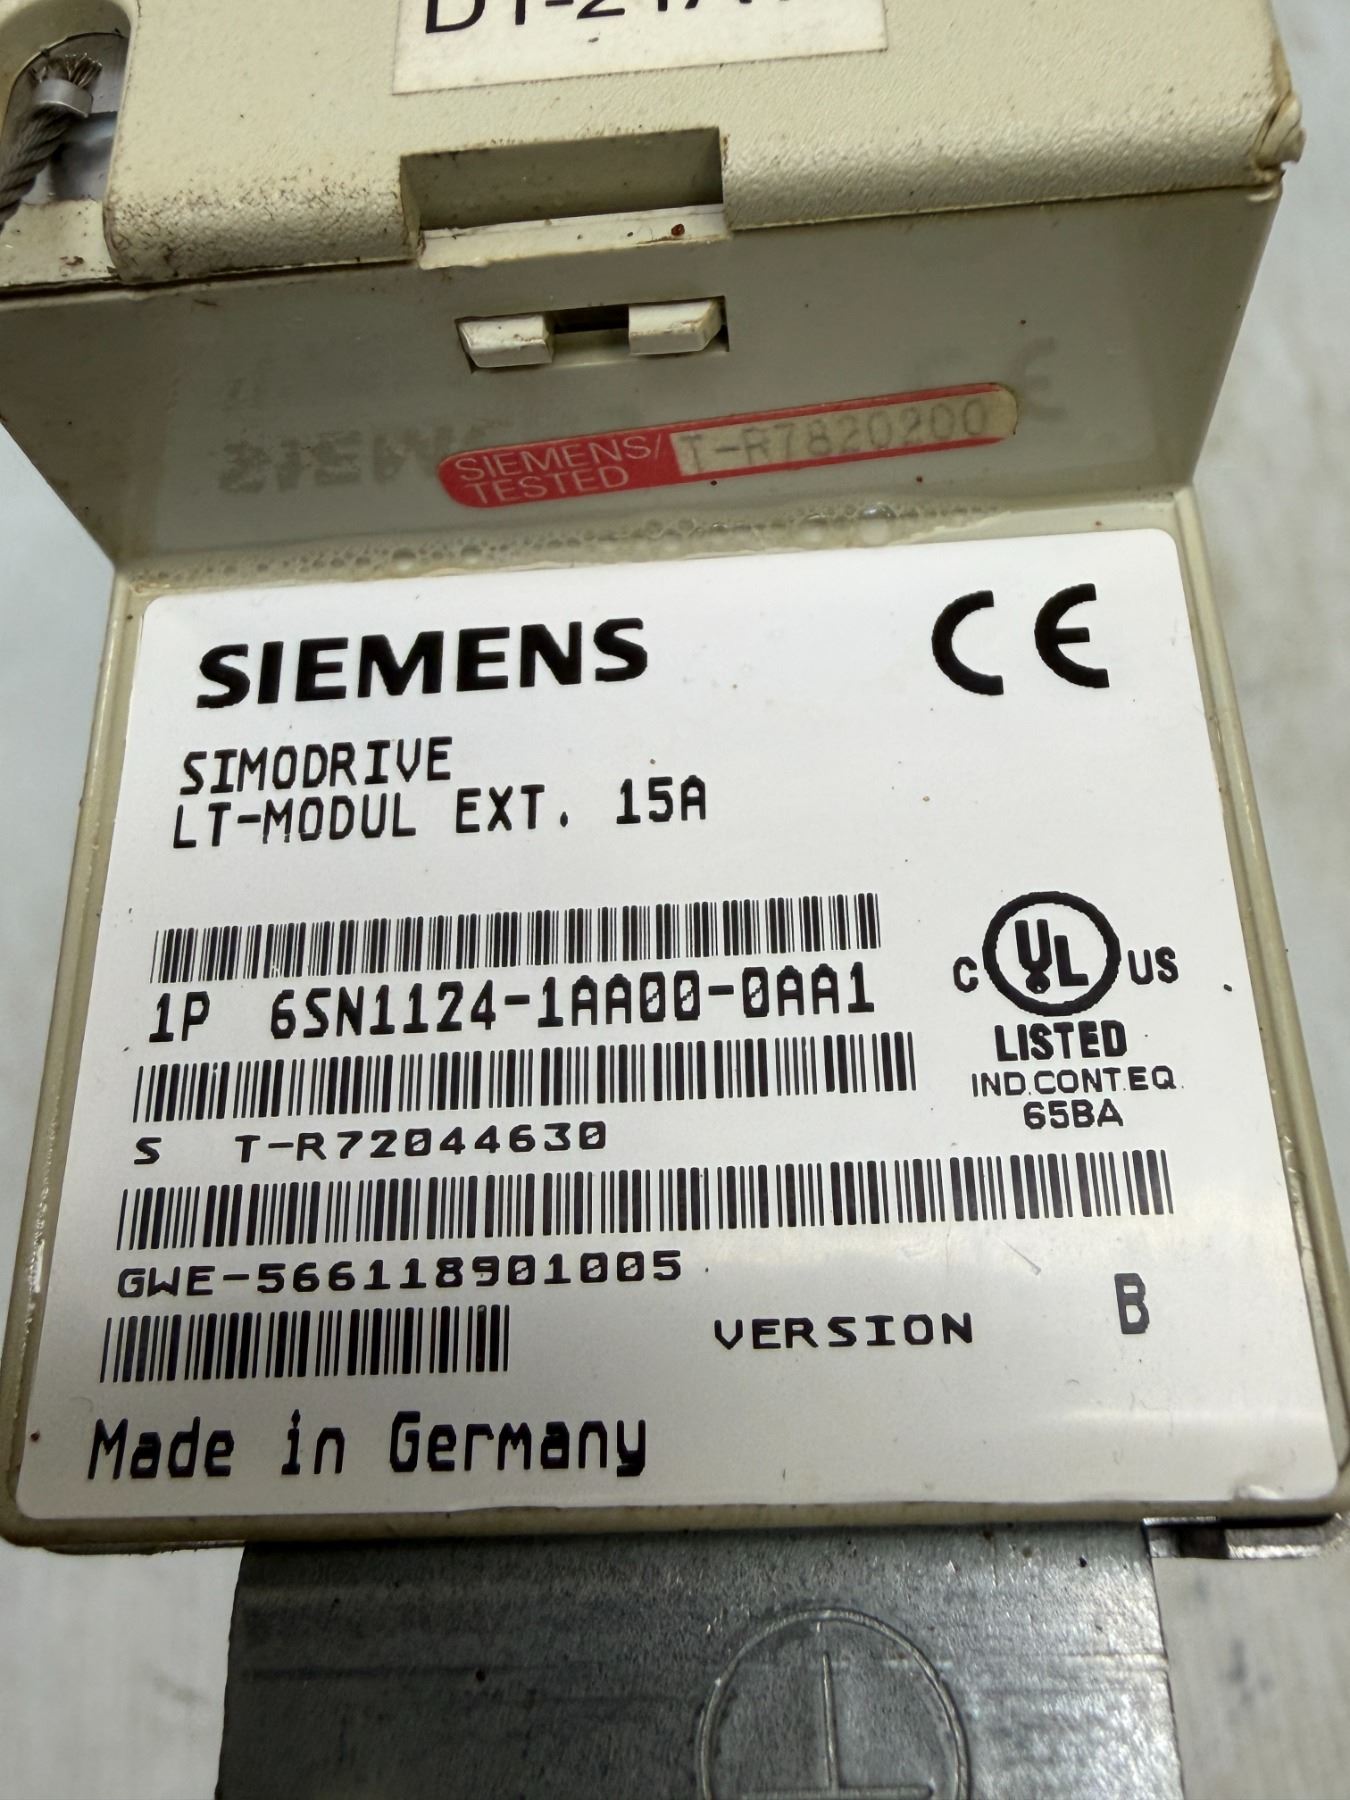 SIEMENS/ T-R7820200
TESTED
SIEMENS CE
SIMODRIVE
LT-MODUL EXT. 15A
1P 6SN1124-1AA00-0AA1
C UL US
LISTED
IND.CONT.EQ.
65BA
S T-R72044630
GWE-566118901005
VERSION B
Made in Germany